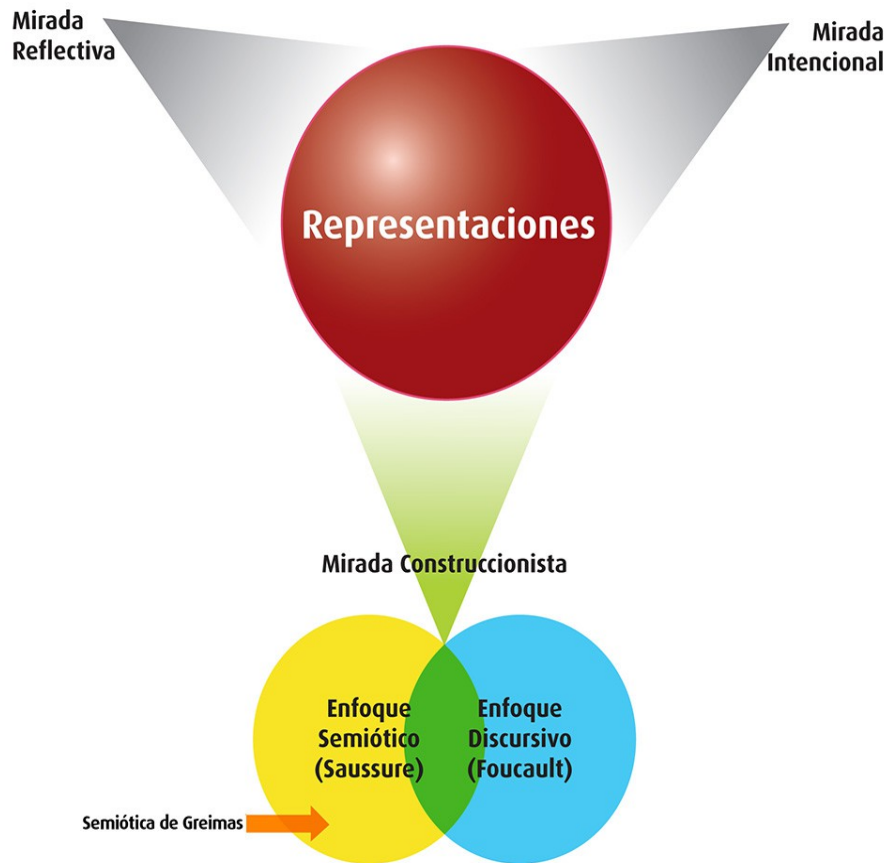 Mirada
Reflectiva
Mirada
Intencional
Representaciones
Mirada Construccionista
Enfoque
Semiótico
(Saussure)
Enfoque
Discursivo
(Foucault)
Semiótica de Greimas